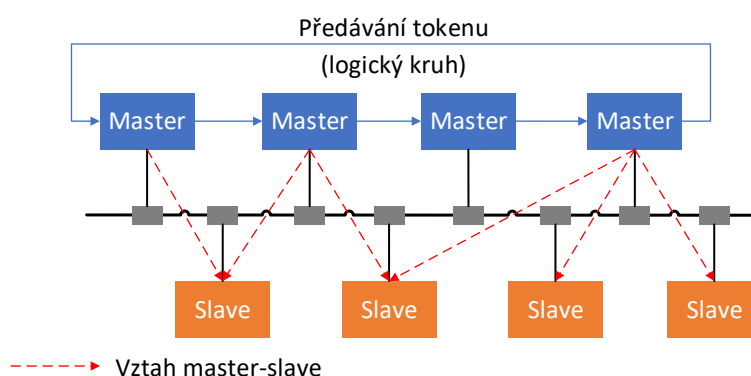 Předávání tokenu
(logický kruh)
Master Master Master Master
Slave Slave Slave Slave
Vztah master-slave